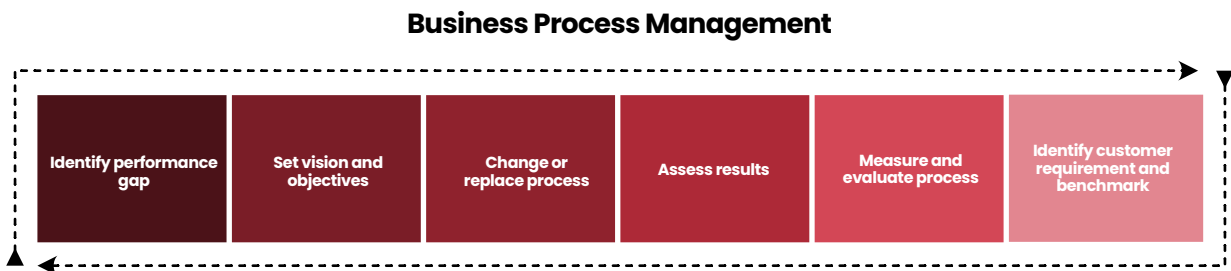 Business Process Management
Identify performance
gap
Set vision and
objectives
Change or
replace process
Assess results
Measure and
evaluate process
Identify customer
requirement and
benchmark